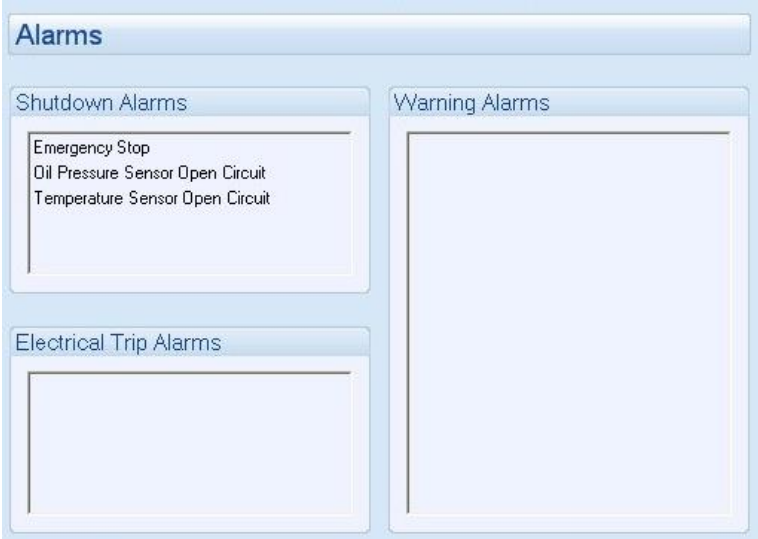 Alarms
Shutdown Alarms
Emergency Stop
Oil Pressure Sensor Open Circuit
Temperature Sensor Open Circuit
Electrical Trip Alarms
Warning Alarms